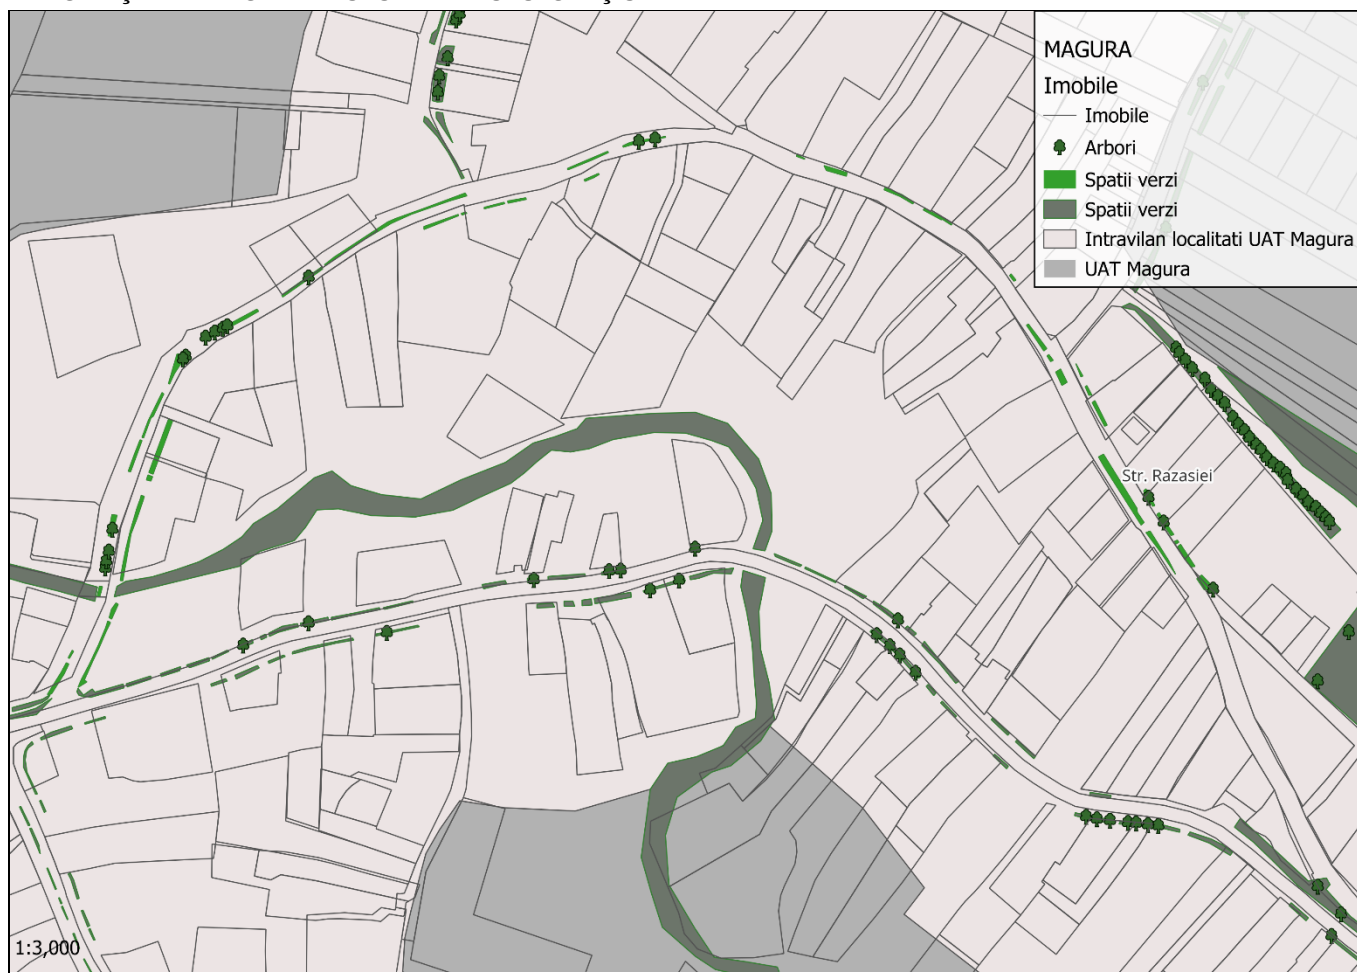 MAGURA
Imobile
Imobile
Arbori
Spatii verzi
Spatii verzi
Intravilan localitati UAT Magura
UAT Magura
Str. Razasiei
1:3,000